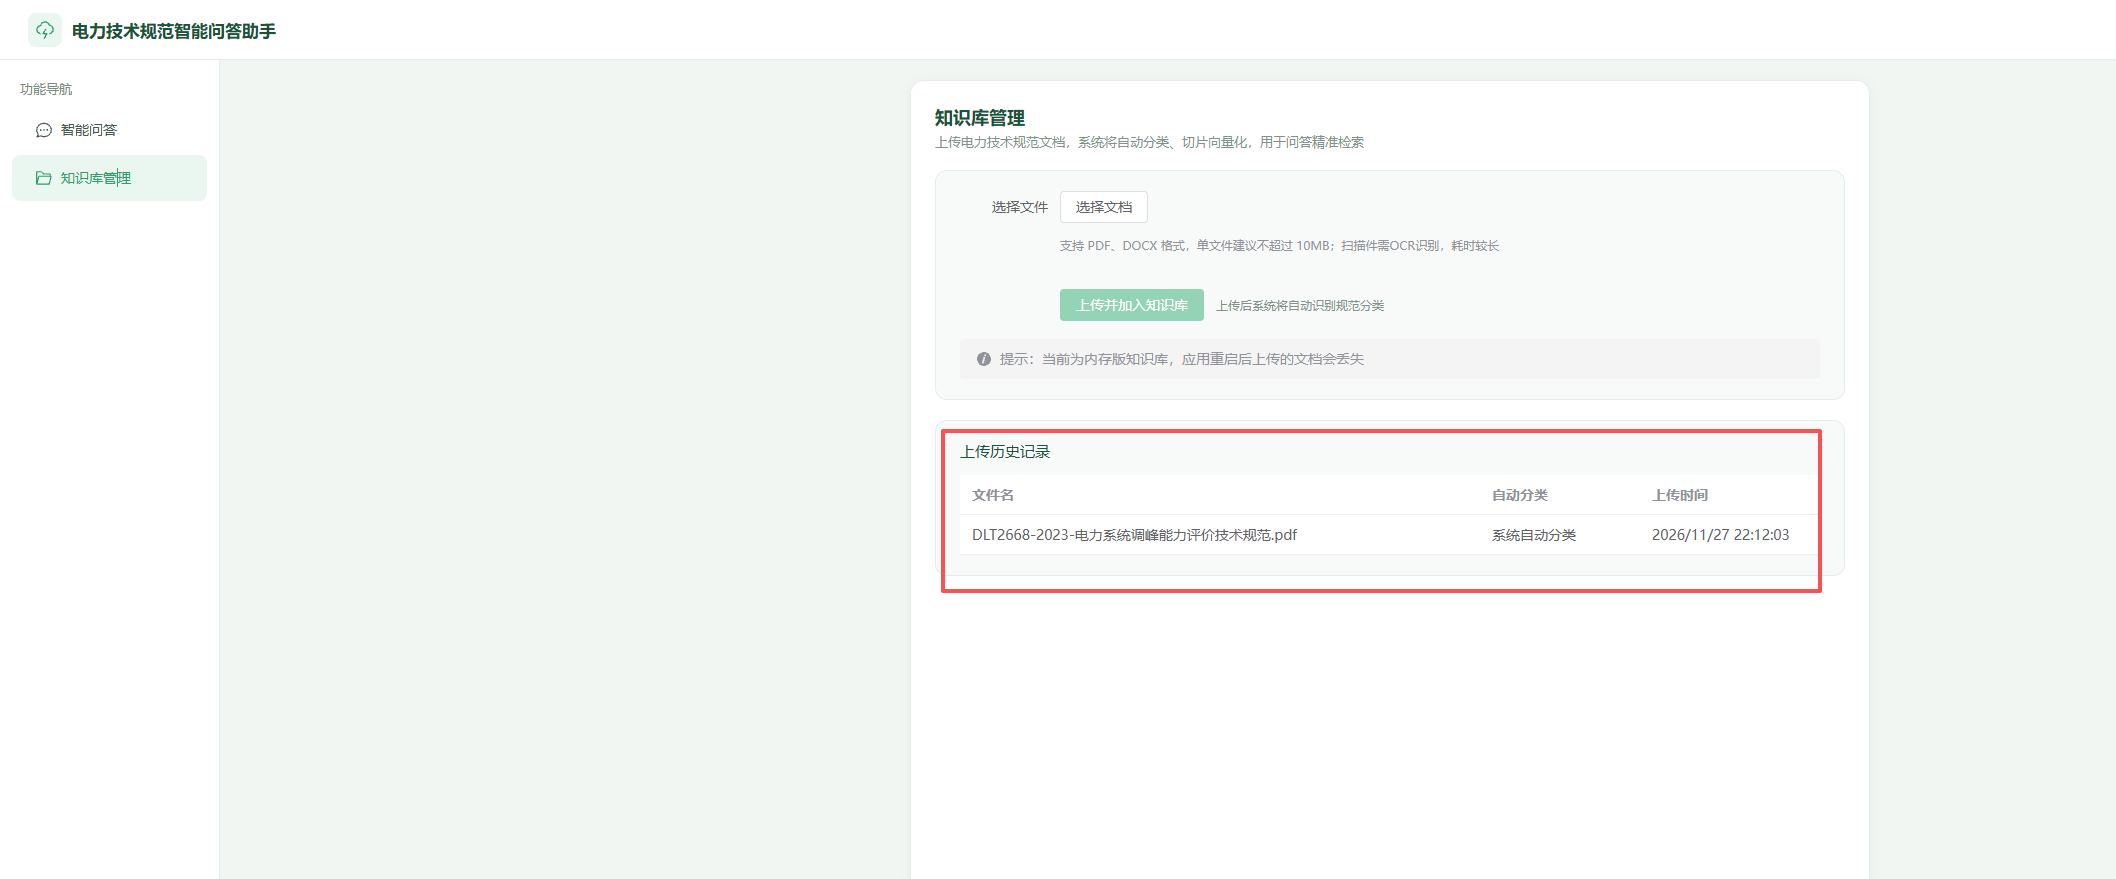 电力技术规范智能问答助手
功能导航
智能问答
知识库管理
知识库管理
上传电力技术规范文档，系统将自动分类、切片向量化，用于问答精准检索
选择文件 选择文档
支持 PDF、DOCX 格式，单文件建议不超过 10MB；扫描件需OCR识别，耗时较长
上传并加入知识库 上传后系统将自动识别规范分类
提示：当前为内存版知识库，应用重启后上传的文档会丢失
上传历史记录
文件名 自动分类 上传时间
DLT2668-2023-电力系统调峰能力评价技术规范.pdf 系统自动分类 2026/11/27 22:12:03